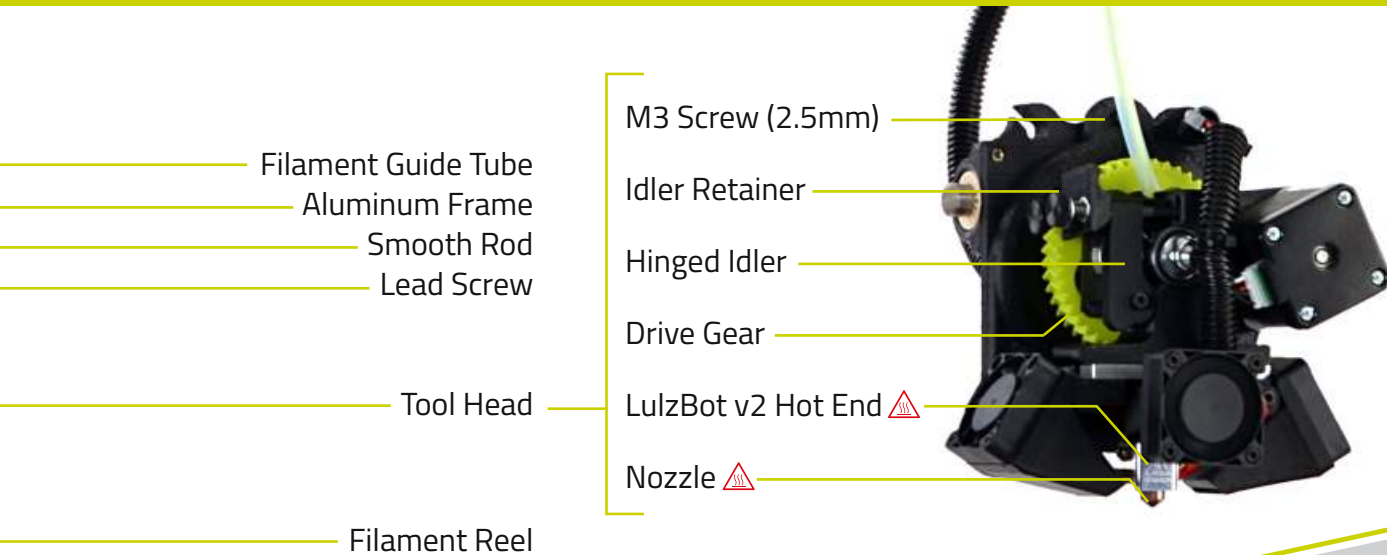 Filament Guide Tube
Aluminum Frame
Smooth Rod
Lead Screw
Tool Head
Filament Reel
M3 Screw (2.5mm)
Idler Retainer
Hinged Idler
Drive Gear
LulzBot v2 Hot End
Nozzle